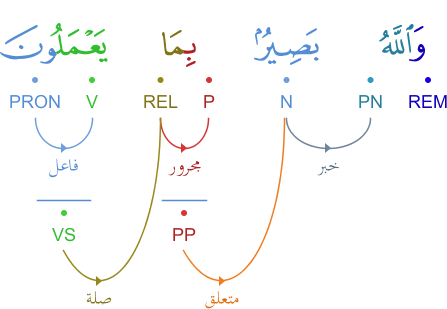 وَٱللَّهُ بَصِيرٌۢ بِمَا يَعْمَلُونَ
REM PN N P REL V PRON
خبر مجرور فاعل
PP VS
متعلق صلة